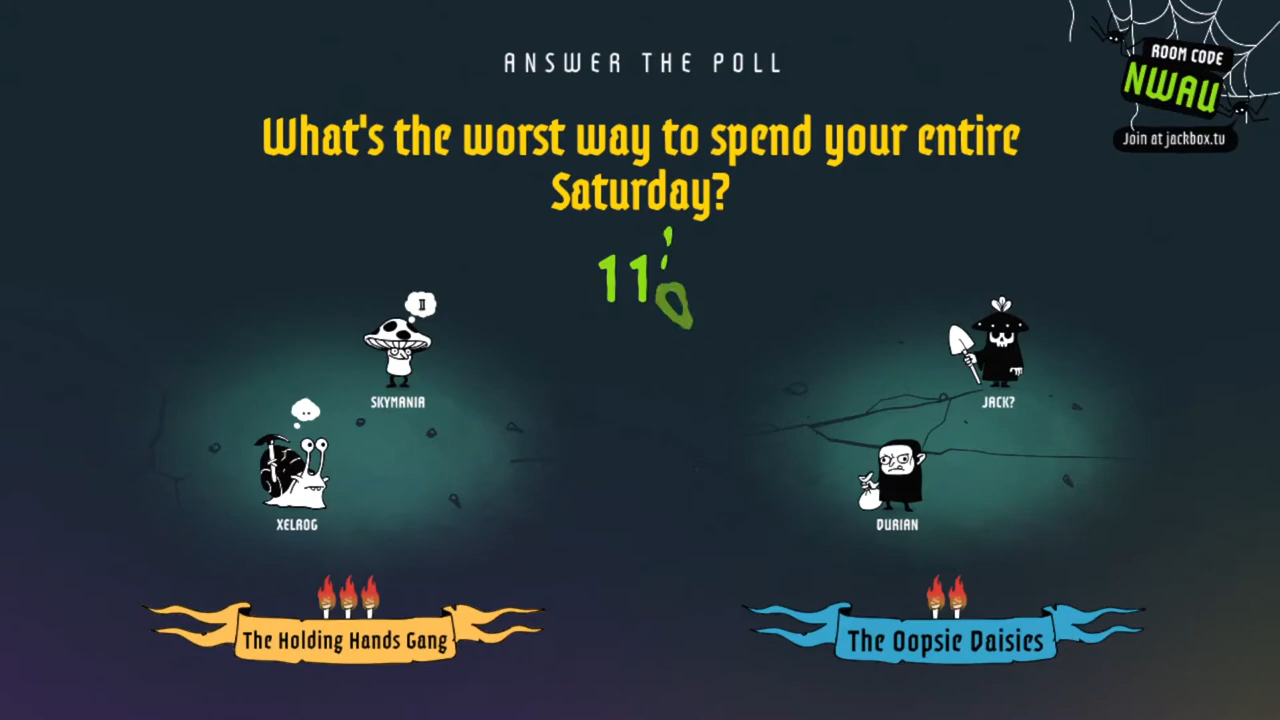 ANSWER THE POLL
ROOM CODE
NWAU
Join at jackbox.tv
What's the worst way to spend your entire
Saturday?
11
SKYMANIA
JACK?
XELROG
DURIAN
The Holding Hands Gang
The Oopsie Daisies